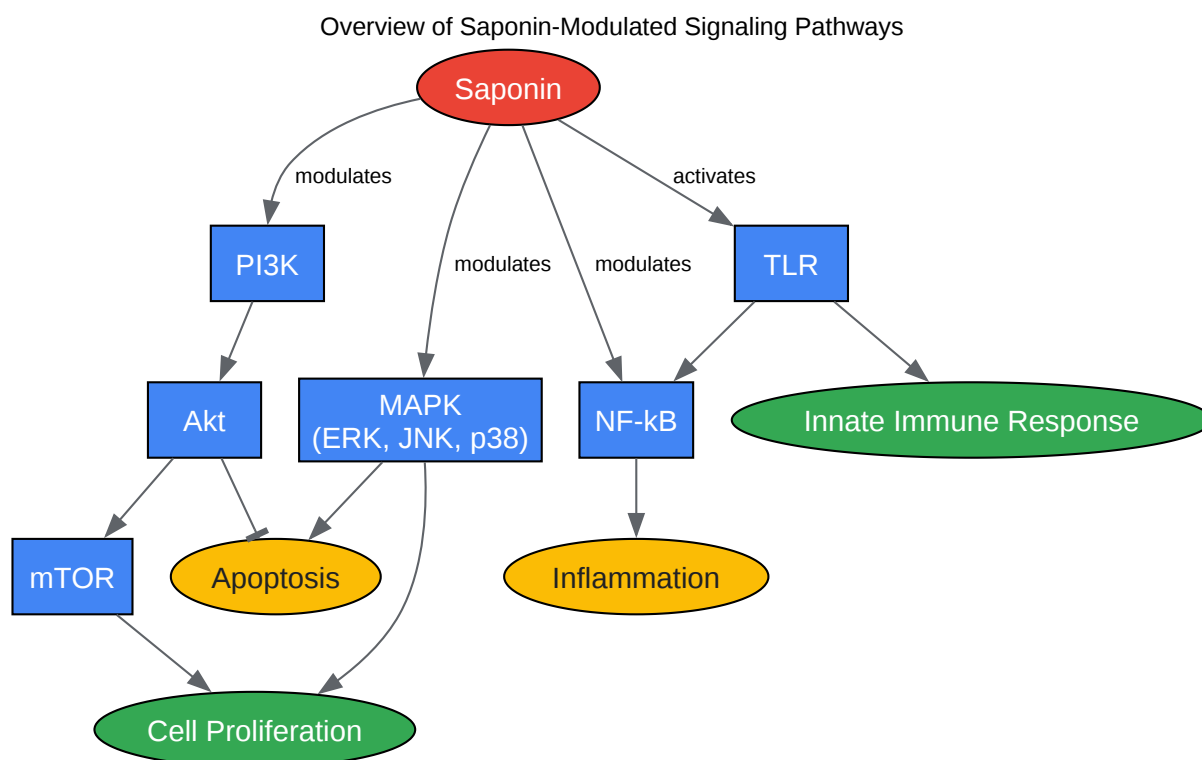 Overview of Saponin-Modulated Signaling Pathways
Saponin
modulates
activates
PI3K
modulates
modulates
TLR
Akt
MAPK
(ERK, JNK, p38)
NF-kB
Innate Immune Response
mTOR
Apoptosis
Inflammation
Cell Proliferation